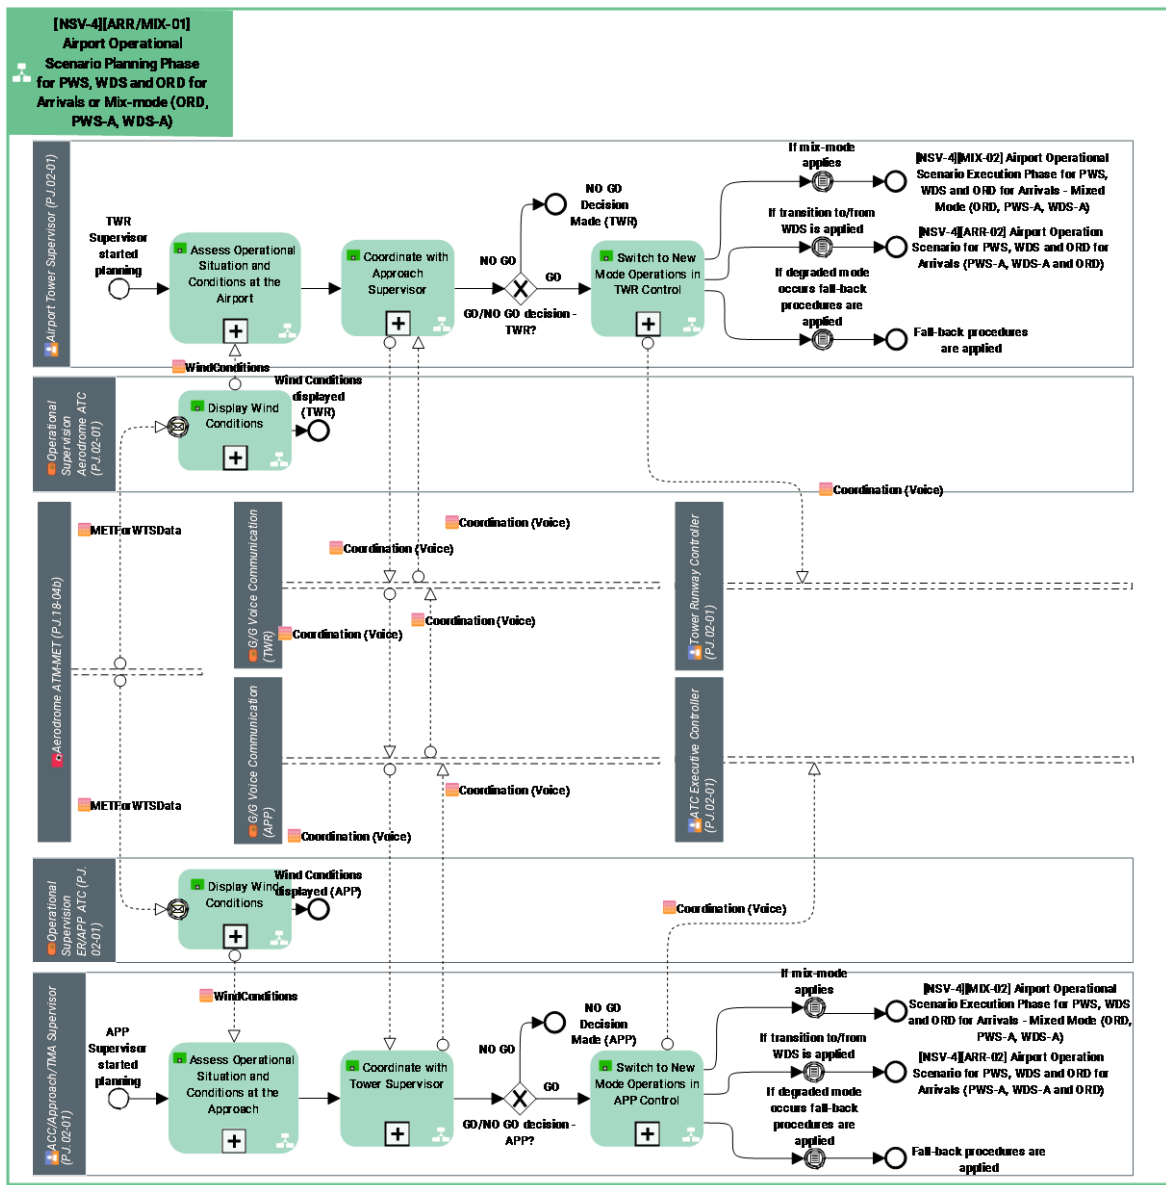 [NSV-4][ARR/MIX-01]
Airport Operational
Scenario Planning Phase
for PWS, WDS and ORD for
Arrivals or Mix-mode (ORD,
PWS-A, WDS-A)
Airport Tower Supervisor (PJ.02-01)
TWR
Supervisor
started
planning
Assess Operational
Situation and
Conditions at the
Airport
Coordinate with
Approach
Supervisor
NO GO
Decision
Made (TWR)
NO GO
GO
GO/NO GO decision -
TWR?
Switch to New
Mode Operations in
TWR Control
If mix-mode
applies
[NSV-4][MIX-02] Airport Operational
Scenario Execution Phase for PWS,
WDS and ORD for Arrivals - Mixed
Mode (ORD, PWS-A, WDS-A)
If transition to/from
WDS is applied
[NSV-4][ARR-02] Airport Operation
Scenario for PWS, WDS and ORD for
Arrivals (PWS-A, WDS-A and ORD)
If degraded mode
occurs fall-back
procedures are
applied
Fall-back procedures
are applied
WindConditions
Operational
Supervision
Aerodrome ATC
(PJ.02-01)
Display Wind
Conditions
Wind Conditions
displayed
(TWR)
Coordination (Voice)
METForWTSData
Coordination (Voice)
Coordination (Voice)
Aerodrome ATM-MET (PJ.18-04b)
G/G Voice Communication
(TWR)
Tower Runway Controller
(PJ.02-01)
Coordination (Voice)
Coordination (Voice)
G/G Voice Communication
(APP)
ATC Executive Controller
(PJ.02-01)
METForWTSData
Coordination (Voice)
Coordination (Voice)
Operational
Supervision
ER/APP ATC (PJ.
02-01)
Display Wind
Conditions
Wind Conditions
displayed (APP)
Coordination (Voice)
WindConditions
ACC/Approach/TMA Supervisor
(PJ.02-01)
APP
Supervisor
started
planning
Assess Operational
Situation and
Conditions at the
Approach
Coordinate with
Tower Supervisor
NO GO
Decision
Made (APP)
NO GO
GO
GO/NO GO decision -
APP?
Switch to New
Mode Operations in
APP Control
If mix-mode
applies
[NSV-4][MIX-02] Airport Operational
Scenario Execution Phase for PWS, WDS
and ORD for Arrivals - Mixed Mode (ORD,
PWS-A, WDS-A)
If transition to/from
WDS is applied
[NSV-4][ARR-02] Airport Operation
Scenario for PWS, WDS and ORD for
Arrivals (PWS-A, WDS-A and ORD)
If degraded mode
occurs fall-back
procedures are
applied
Fall-back procedures are
applied